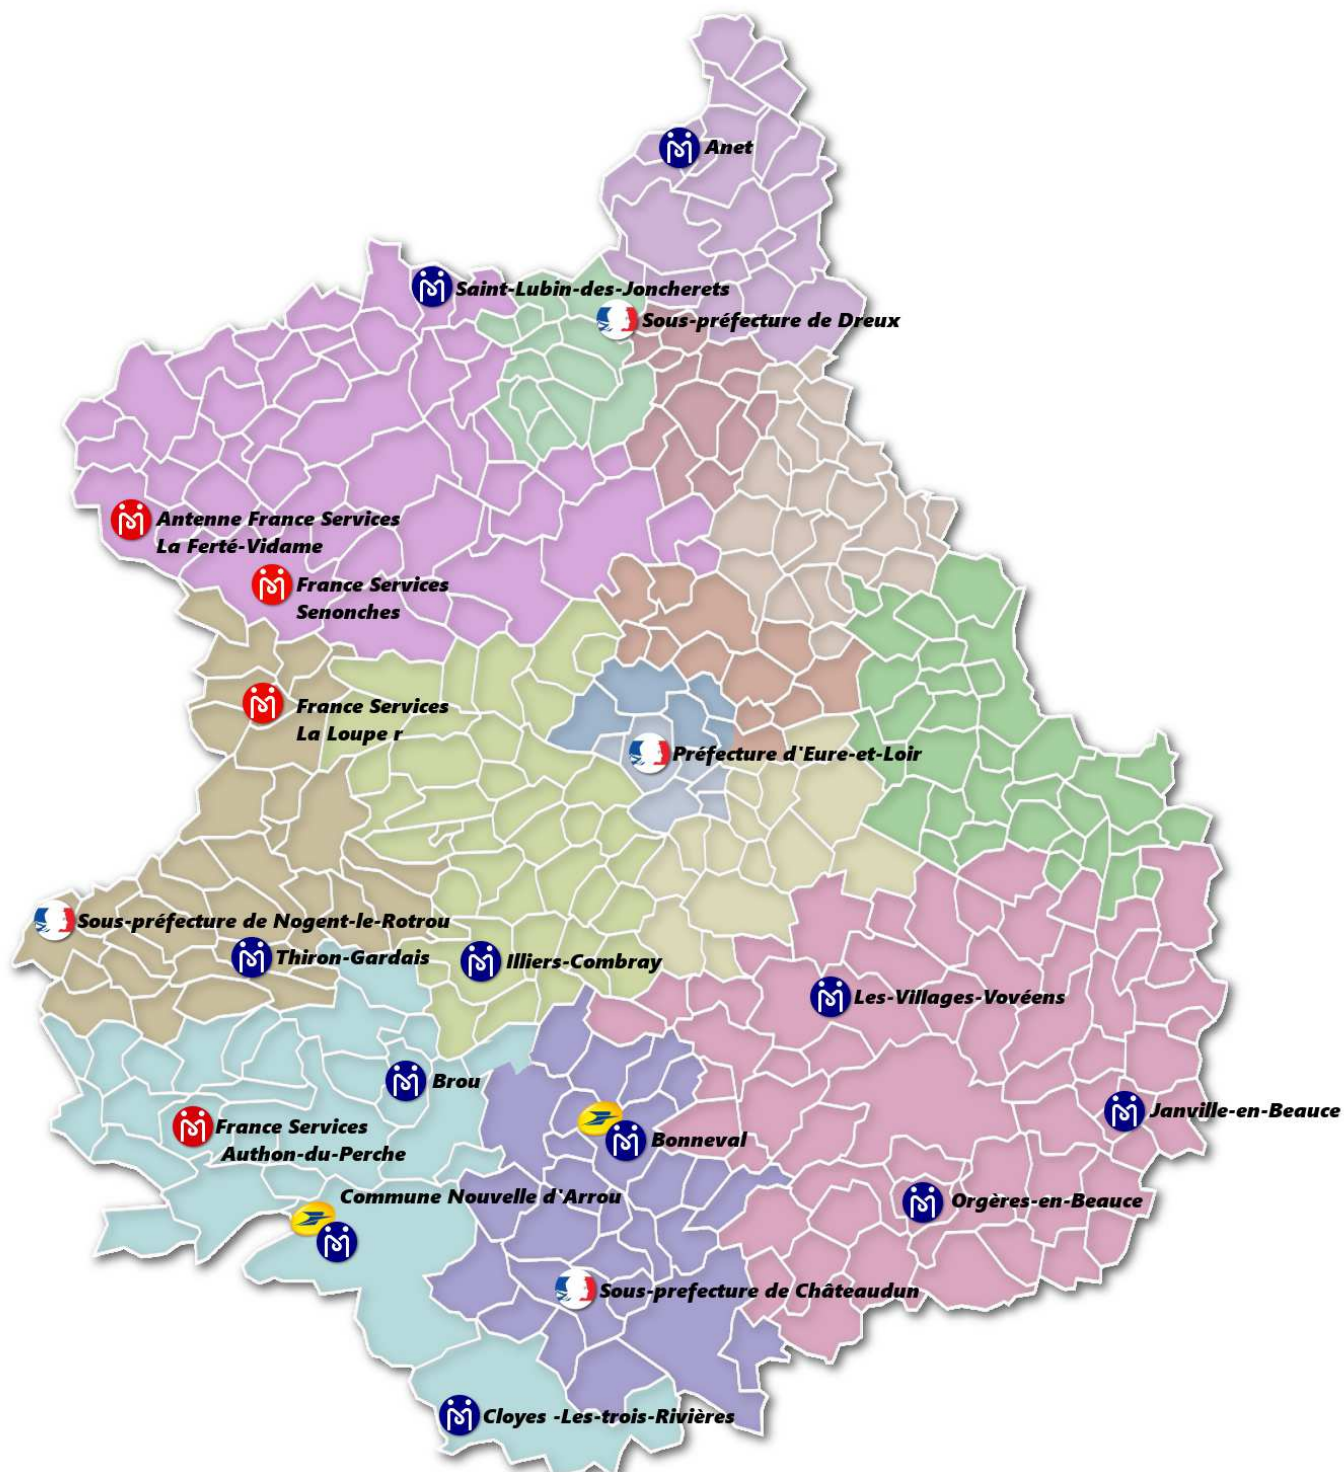 Anet
Saint-Lubin-des-Joncherets
Sous-préfecture de Dreux
Antenne France Services
La Ferté-Vidame
France Services
Senonches
France Services
La Loupe r
Préfecture d'Eure-et-Loir
Sous-préfecture de Nogent-le-Rotrou
Thiron-Gardais
Illiers-Combray
Les-Villages-Vovéens
Brou
Janville-en-Beauce
France Services
Authon-du-Perche
Bonneval
Commune Nouvelle d'Arrou
Orgères-en-Beauce
Sous-prefecture de Châteaudun
Cloyes -Les-trois-Rivières